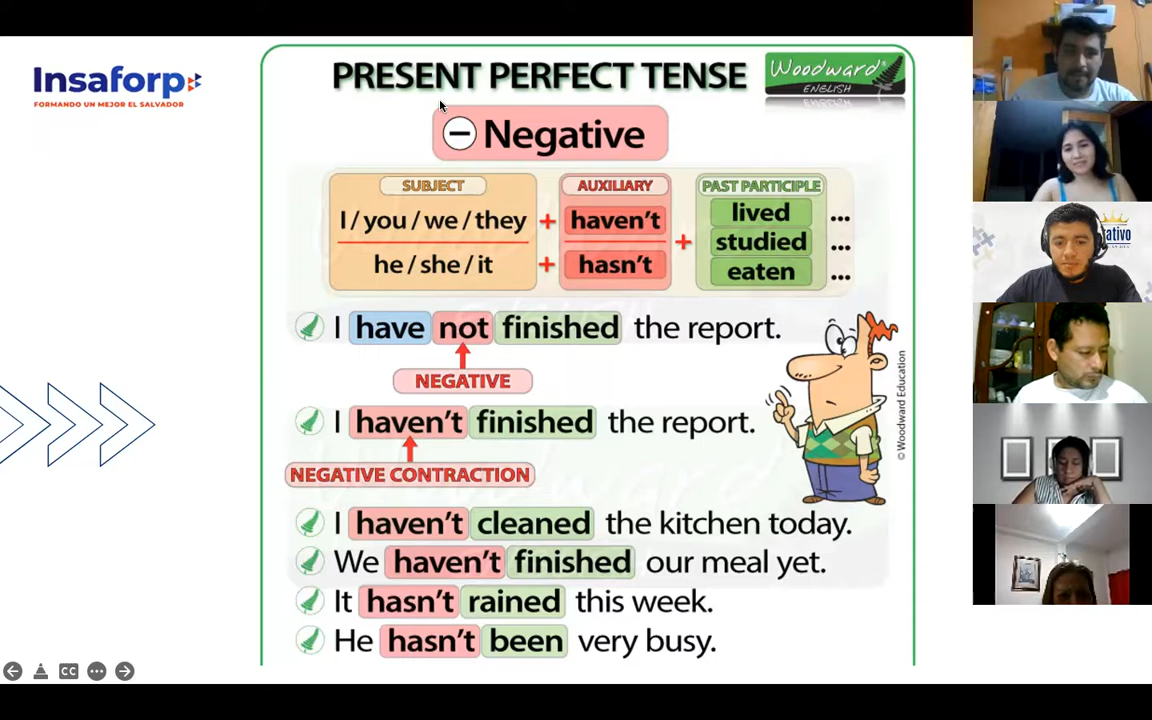 Insaforp
FORMANDO UN MEJOR EL SALVADOR
PRESENT PERFECT TENSE
Woodward®
ENGLISH
Negative
SUBJECT
AUXILIARY
PAST PARTICIPLE
I / you / we / they + haven't
he / she / it + hasn't
+
lived ...
studied ...
eaten ...
I have not finished the report.
NEGATIVE
I haven't finished the report.
NEGATIVE CONTRACTION
I haven't cleaned the kitchen today.
We haven't finished our meal yet.
It hasn't rained this week.
He hasn't been very busy.
© Woodward Education
CC